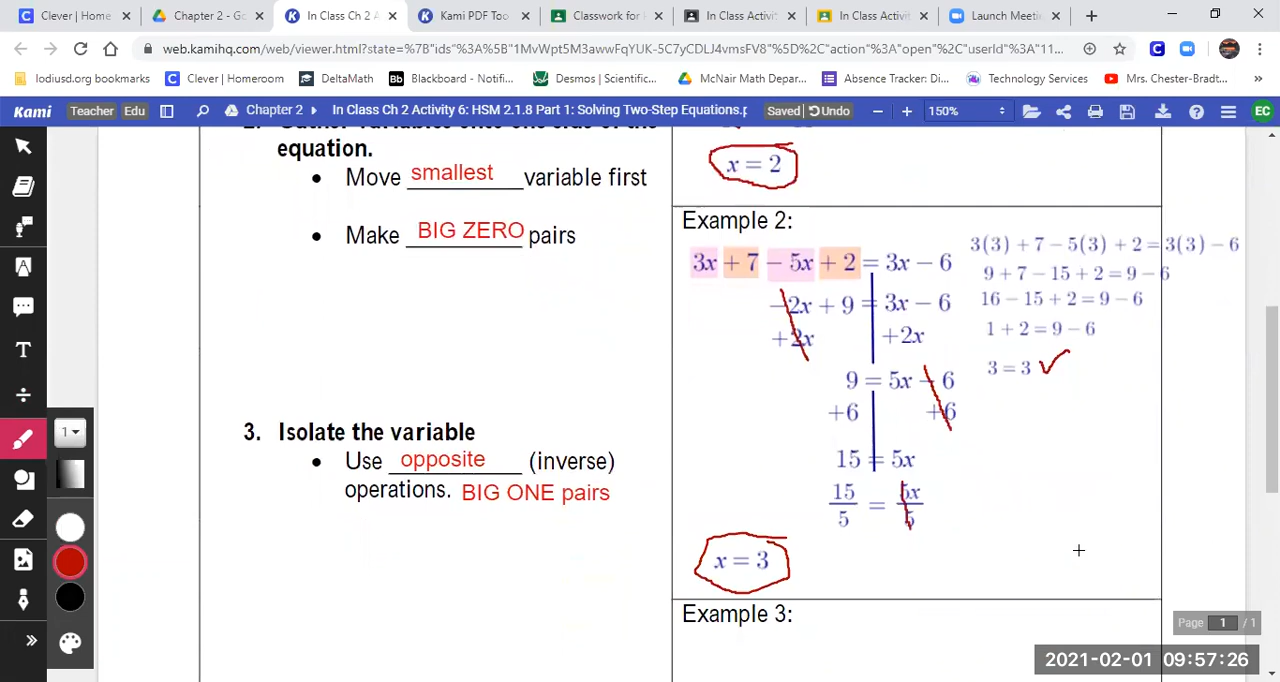 Clever | Home
Chapter 2 - Go
In Class Ch 2 A
Kami PDF Too
Classwork for
In Class Activit
In Class Activit
Launch Meeti
web.kamihq.com/web/viewer.html?state=%7B"ids"%3A%5B"1MvWpt5M3awwFqYUK-5C7yCDLJ4vmsFV8"%5D%2C"action"%3A"open"%2C"userId"%3A"11...
lodiusd.org bookmarks
Clever | Homeroom
DeltaMath
Blackboard - Notifi...
Desmos | Scientific...
McNair Math Depar...
Absence Tracker: Di...
Technology Services
Mrs. Chester-Bradt...
»
Kami Teacher Edu
Chapter 2
In Class Ch 2 Activity 6: HSM 2.1.8 Part 1: Solving Two-Step Equations.p
Saved Undo
150%
EC
equation.
• Move smallest variable first
• Make BIG ZERO pairs
3. Isolate the variable
• Use opposite (inverse)
operations. BIG ONE pairs
x = 2
Example 2:
3x + 7 − 5x + 2 = 3x − 6
−2x + 9 = 3x − 6
+2x +2x
9 = 5x − 6
+6 +6
15 = 5x
15/5 = 5x/5
x = 3
3(3) + 7 − 5(3) + 2 = 3(3) − 6
9 + 7 − 15 + 2 = 9 − 6
16 − 15 + 2 = 9 − 6
1 + 2 = 9 − 6
3 = 3
Example 3:
1
Page 1 / 1
2021-02-01 09:57:26